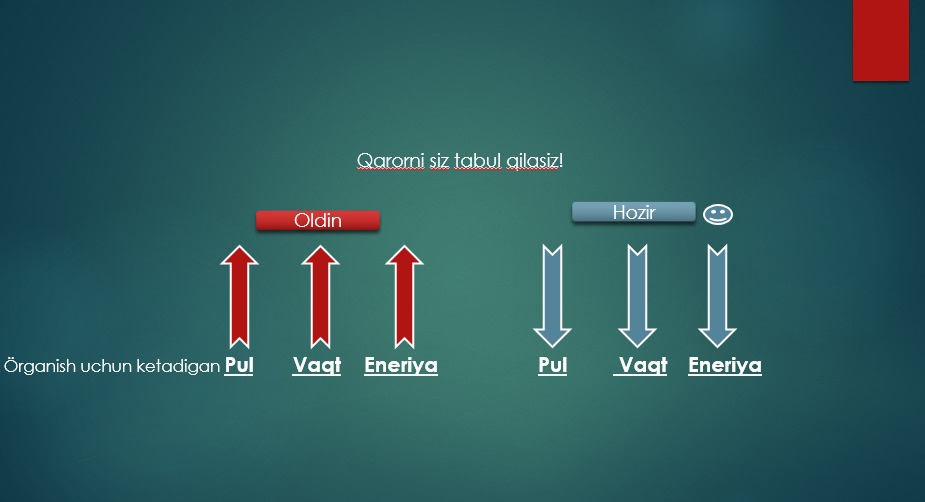 Qarorni siz tabul qilasiz!
Oldin
Hozir
Örganish uchun ketadigan Pul Vaqt Eneriya Pul Vaqt Eneriya